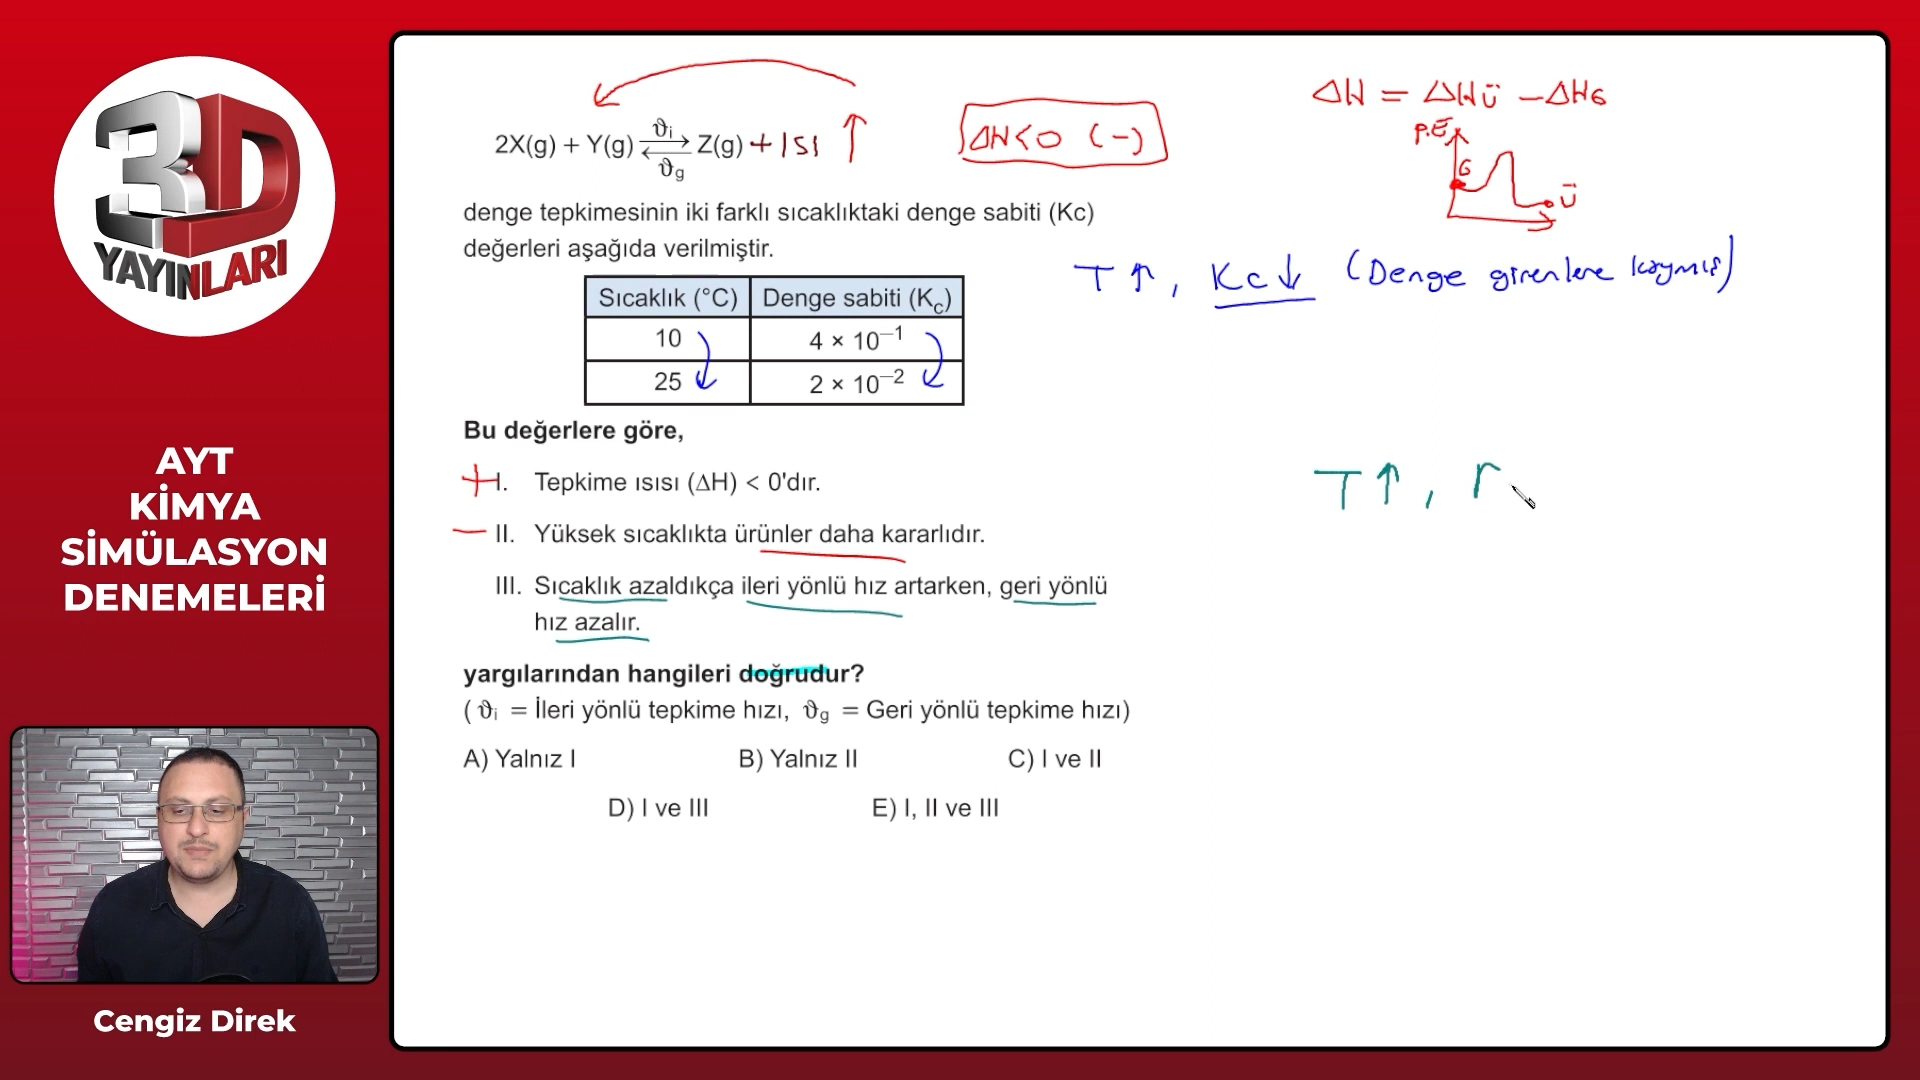 3D
YAYINLARI
AYT
KİMYA
SİMÜLASYON
DENEMELERİ
Cengiz Direk
2X(g) + Y(g) ϑi ⇌ ϑg Z(g) + ısı ↑
ΔH<0 (-)
ΔH = ΔHÜ - ΔHG
P.E
G
Ü
denge tepkimesinin iki farklı sıcaklıktaki denge sabiti (Kc)
değerleri aşağıda verilmiştir.
T↑, Kc↓ (Denge girenlere kaymış)
Sıcaklık (°C) Denge sabiti (Kc)
10 4 × 10⁻¹
25 2 × 10⁻²
Bu değerlere göre,
+ I. Tepkime ısısı (ΔH) < 0'dır.
T↑, r
– II. Yüksek sıcaklıkta ürünler daha kararlıdır.
III. Sıcaklık azaldıkça ileri yönlü hız artarken, geri yönlü
hız azalır.
yargılarından hangileri doğrudur?
( ϑi = İleri yönlü tepkime hızı, ϑg = Geri yönlü tepkime hızı)
A) Yalnız I B) Yalnız II C) I ve II
D) I ve III E) I, II ve III